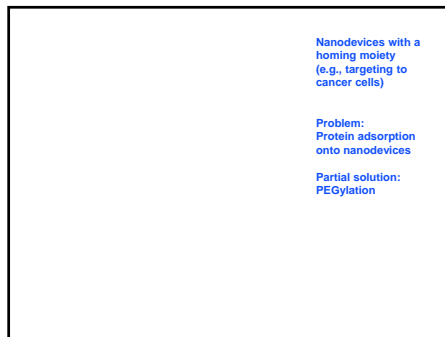 Nanodevices with a
homing moiety
(e.g., targeting to
cancer cells)
Problem:
Protein adsorption
onto nanodevices
Partial solution:
PEGylation